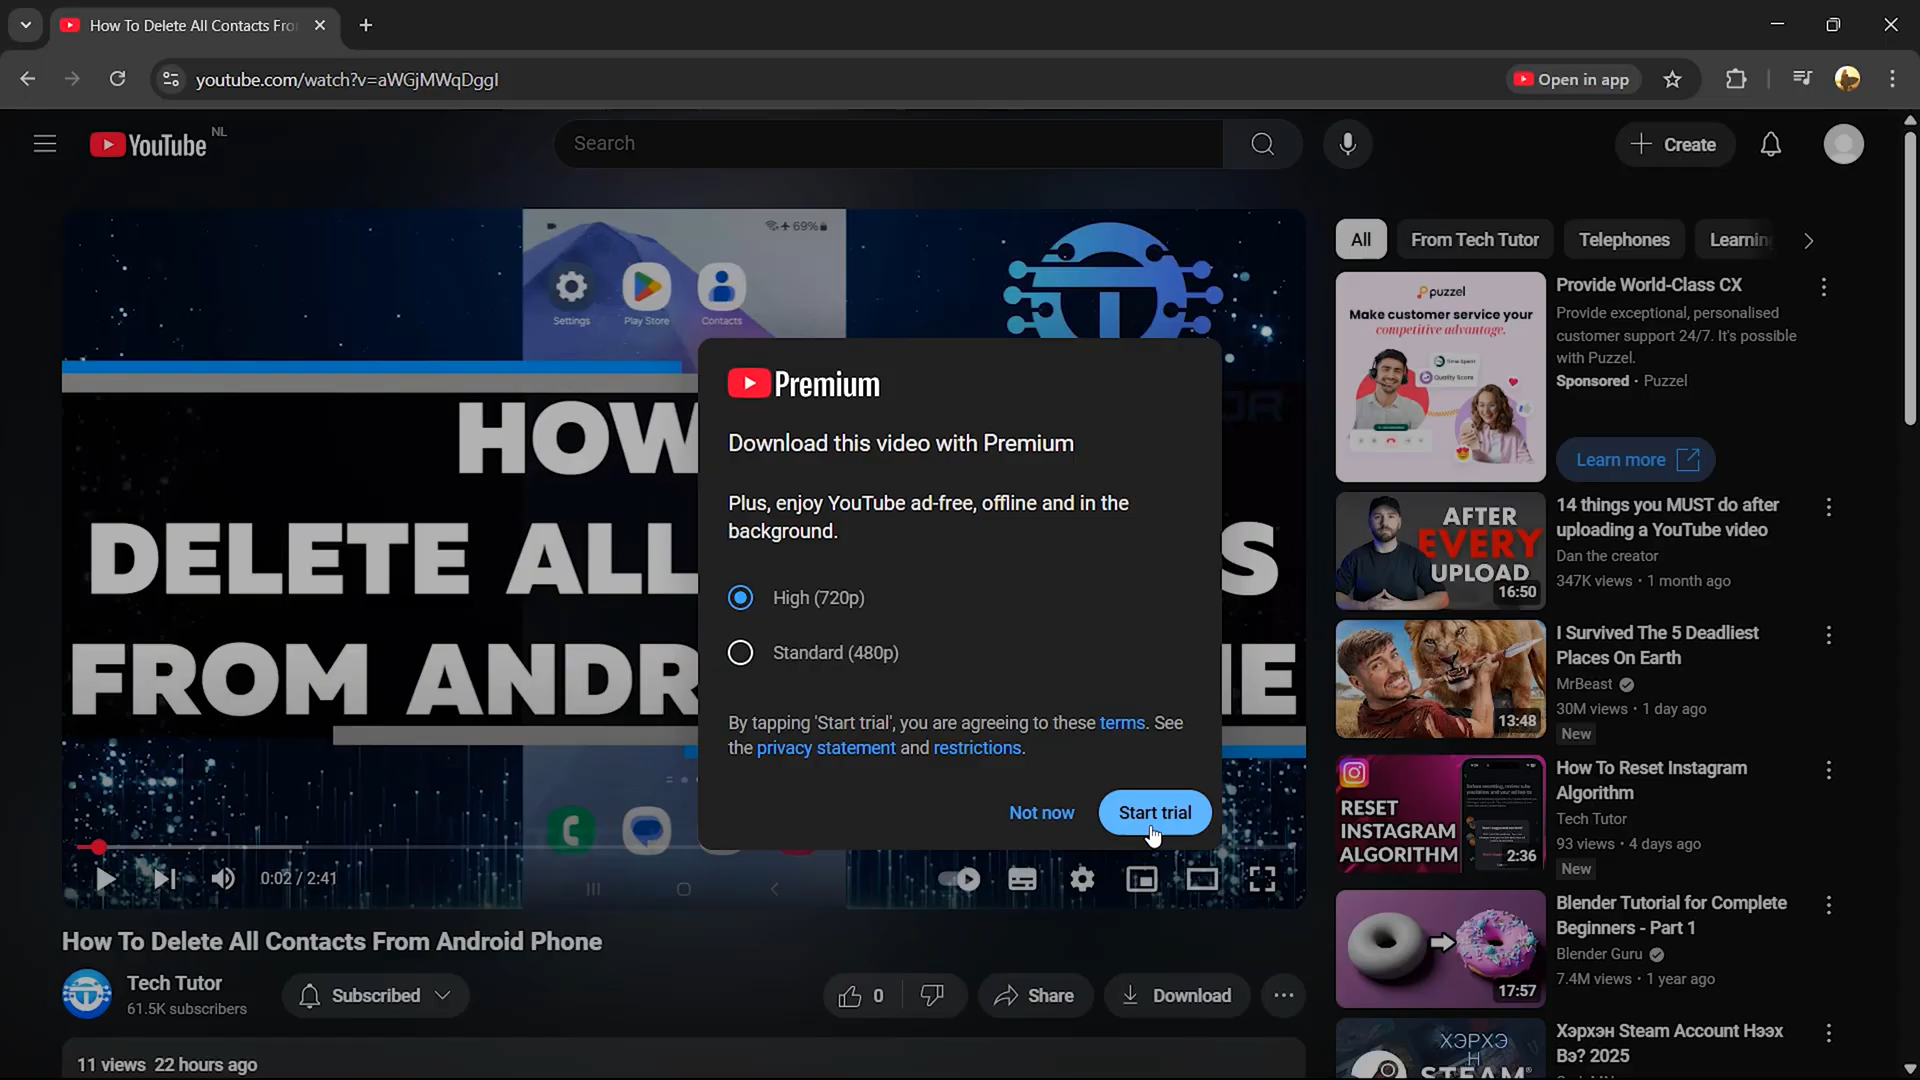 How To Delete All Contacts Fro
youtube.com/watch?v=aWGjMWqDggI
Open in app
YouTube NL
Search
Create
69%
Settings
Play Store
Contacts
HOW
DELETE ALL
S
FROM ANDR
NE
OR
Premium
Download this video with Premium
Plus, enjoy YouTube ad-free, offline and in the
background.
High (720p)
Standard (480p)
By tapping 'Start trial', you are agreeing to these terms. See
the privacy statement and restrictions.
Not now
Start trial
0:02 / 2:41
How To Delete All Contacts From Android Phone
Tech Tutor
61.5K subscribers
Subscribed
0
Share
Download
11 views 22 hours ago
All
From Tech Tutor
Telephones
Learnin
puzzel
Make customer service your
competitive advantage.
Time Spent
Quality Score
Provide World-Class CX
Provide exceptional, personalised
customer support 24/7. It's possible
with Puzzel.
Sponsored · Puzzel
Learn more
AFTER
EVERY
UPLOAD
16:50
14 things you MUST do after
uploading a YouTube video
Dan the creator
347K views · 1 month ago
13:48
I Survived The 5 Deadliest
Places On Earth
MrBeast
30M views · 1 day ago
New
RESET
INSTAGRAM
ALGORITHM
2:36
How To Reset Instagram
Algorithm
Tech Tutor
93 views · 4 days ago
New
17:57
Blender Tutorial for Complete
Beginners - Part 1
Blender Guru
7.4M views · 1 year ago
ХЭРХЭ
Н
STEAM
Хэрхэн Steam Account Нээх
Вэ? 2025